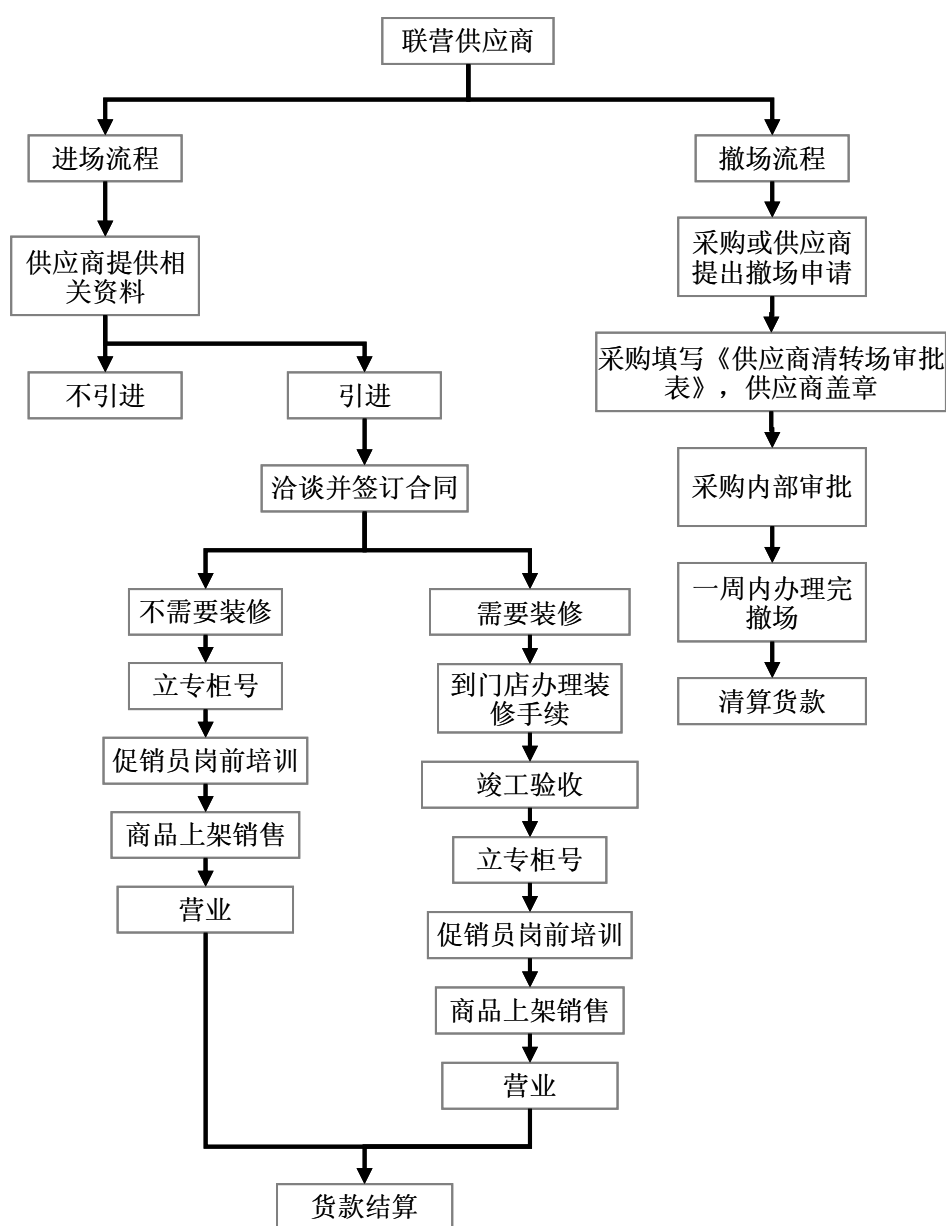 联营供应商
进场流程
撤场流程
供应商提供相
关资料
采购或供应商
提出撤场申请
不引进
引进
采购填写《供应商清转场审批
表》，供应商盖章
洽谈并签订合同
采购内部审批
不需要装修
需要装修
一周内办理完
撤场
立专柜号
到门店办理装
修手续
清算货款
促销员岗前培训
竣工验收
商品上架销售
立专柜号
营业
促销员岗前培训
商品上架销售
营业
货款结算